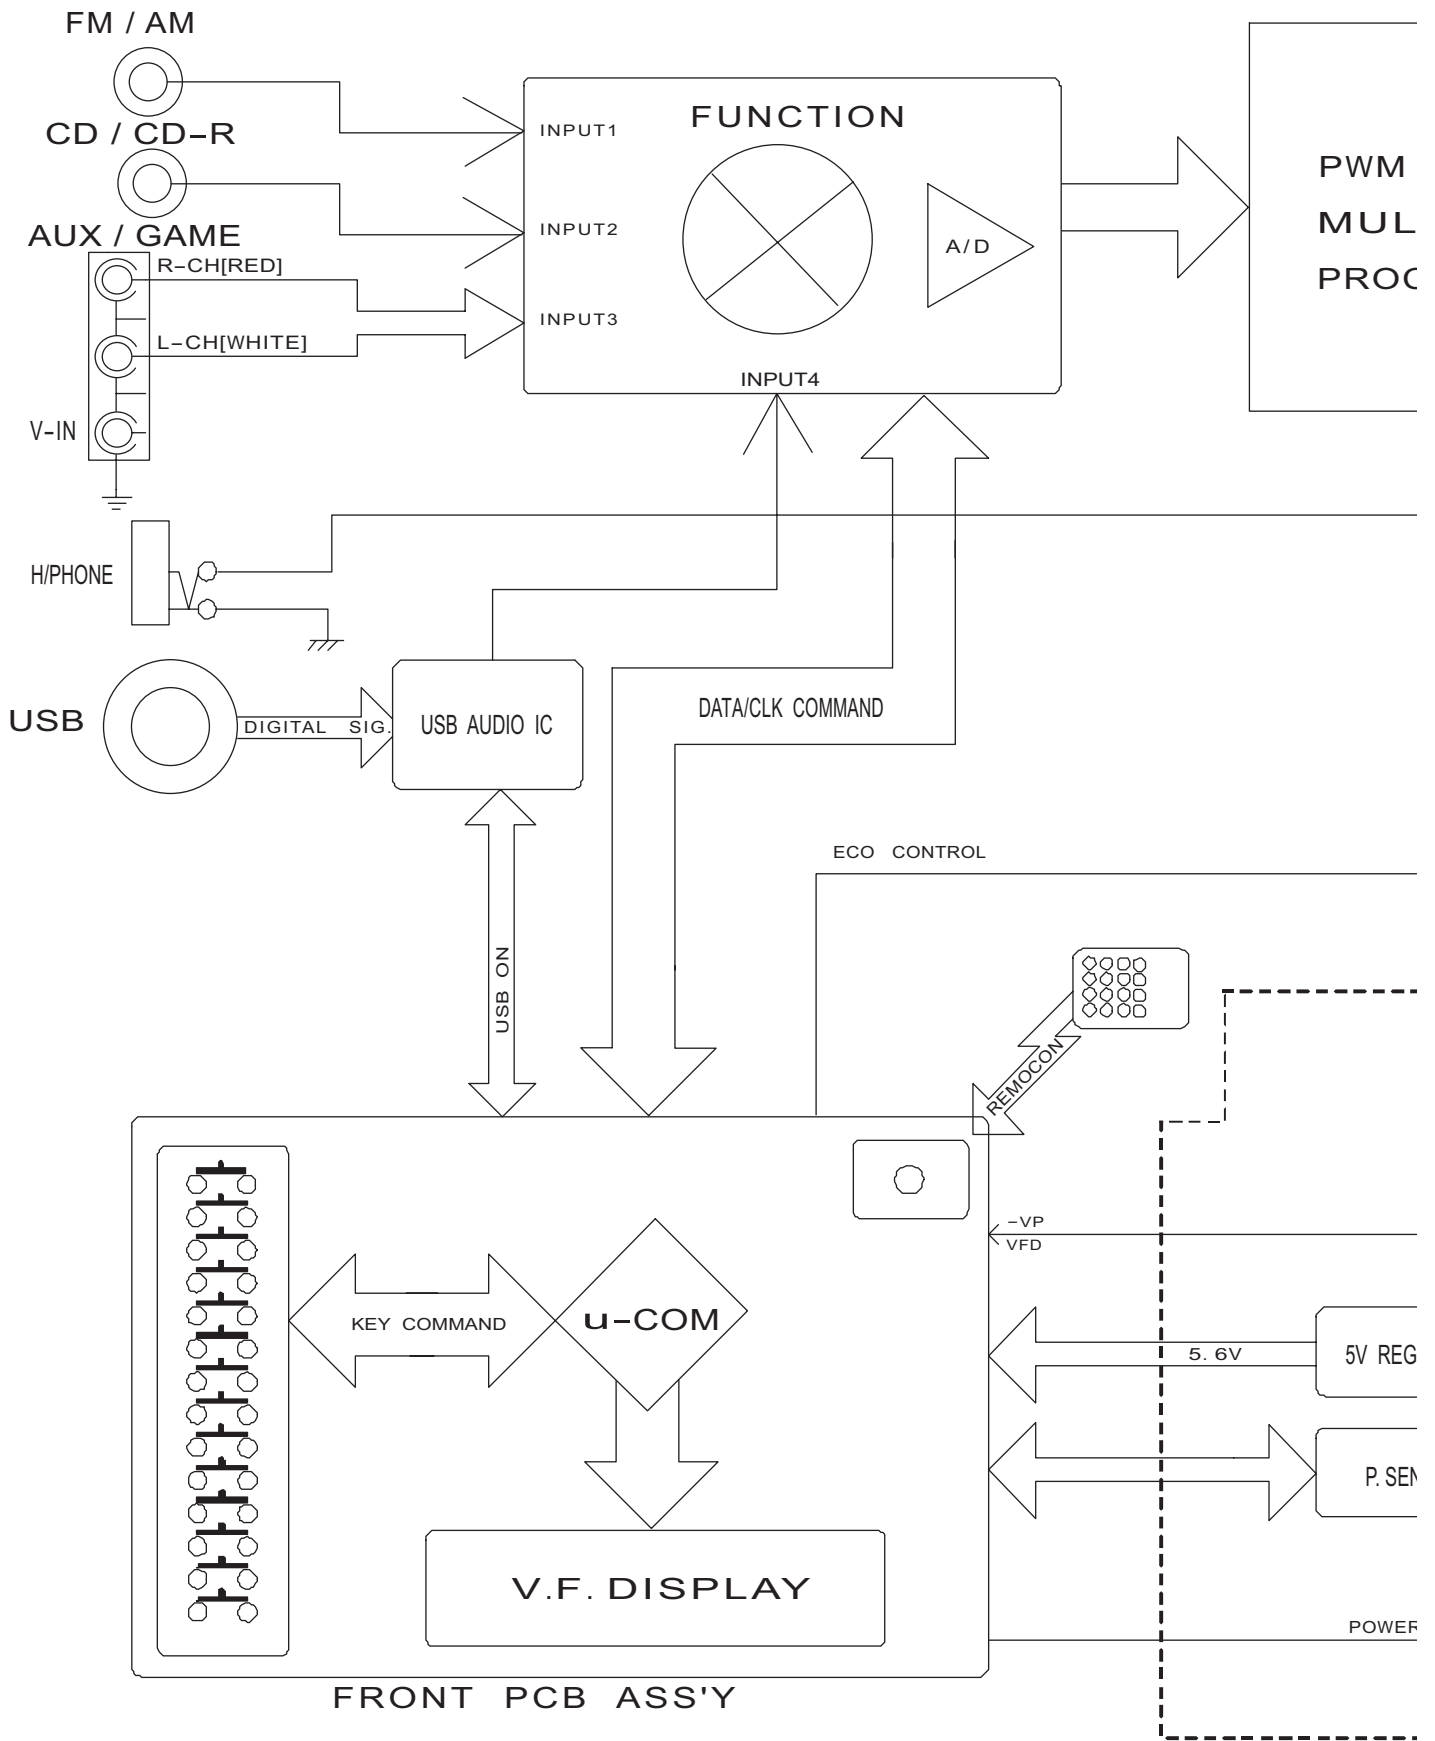 FM / AM
CD / CD-R
AUX / GAME
R-CH[RED]
L-CH[WHITE]
V-IN
H/PHONE
USB
DIGITAL SIG.
USB AUDIO IC
FUNCTION
INPUT1
INPUT2
INPUT3
INPUT4
A/D
PWM
MUL
PROC
DATA/CLK COMMAND
ECO CONTROL
USB ON
REMOCON
-VP
VFD
KEY COMMAND
u-COM
5. 6V
5V REG
P. SEN
V.F. DISPLAY
POWER
FRONT PCB ASS'Y